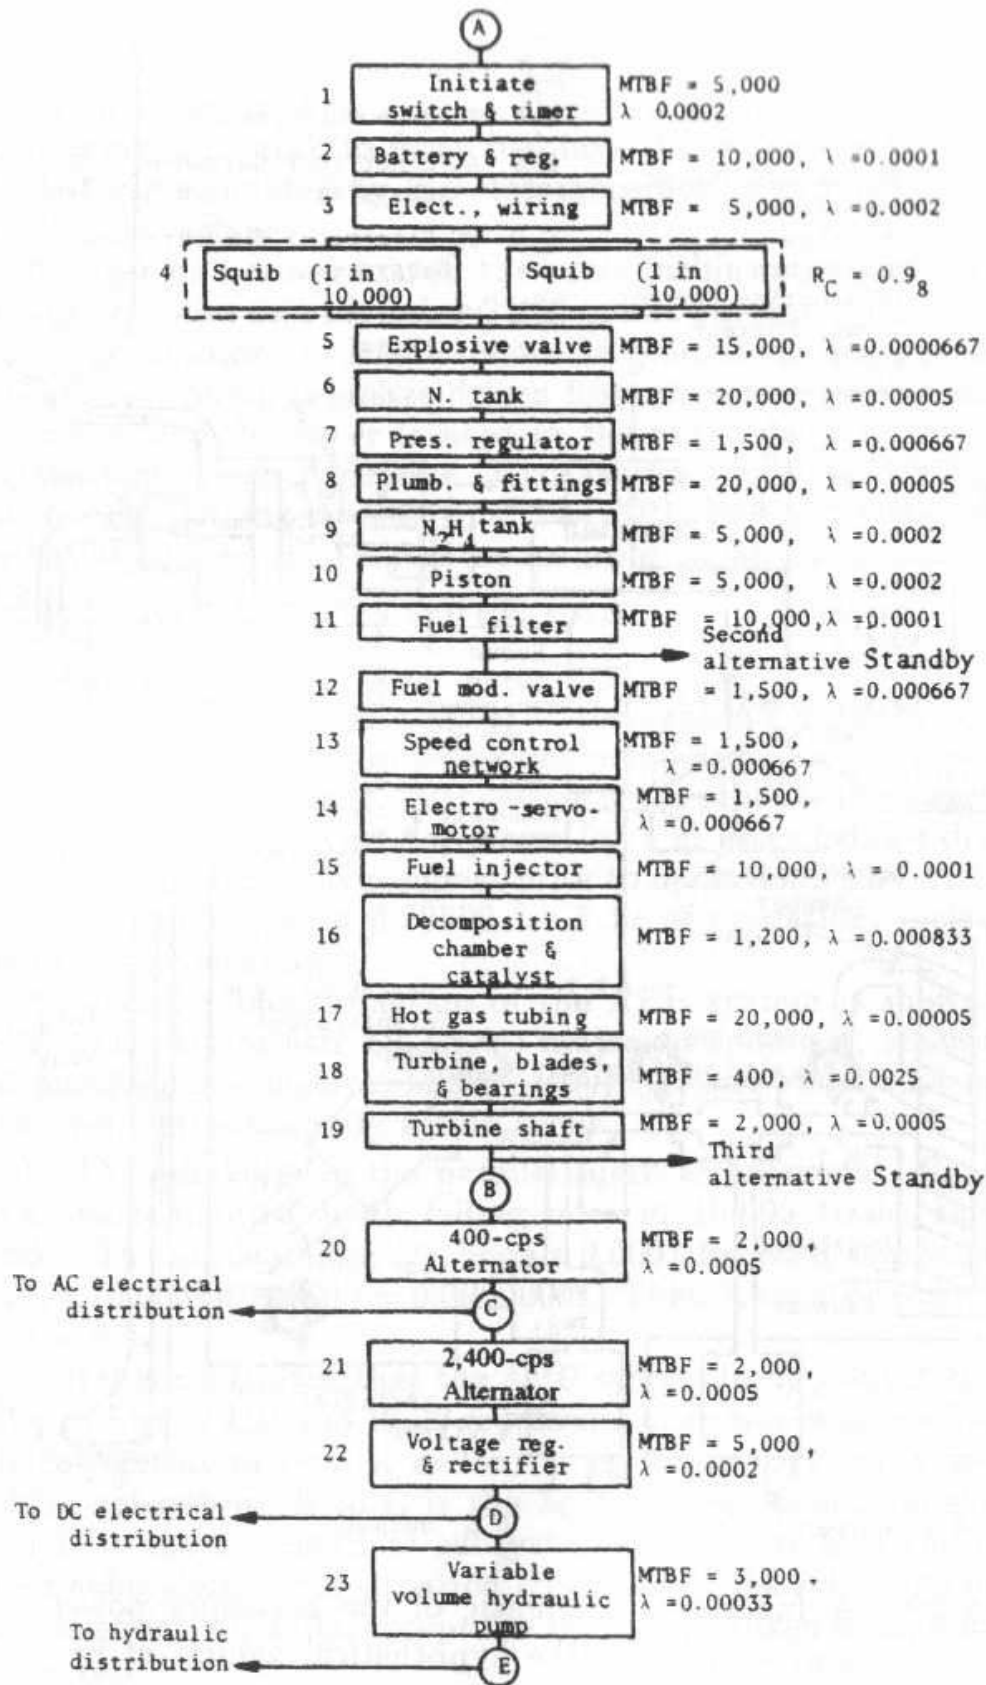 A
1 Initiate MTBF = 5,000
switch & timer λ 0.0002
2 Battery & reg. MTBF = 10,000, λ =0.0001
3 Elect., wiring MTBF = 5,000, λ =0.0002
4 Squib (1 in 10,000) Squib (1 in 10,000) R_C = 0.9_8
5 Explosive valve MTBF = 15,000, λ =0.0000667
6 N. tank MTBF = 20,000, λ =0.00005
7 Pres. regulator MTBF = 1,500, λ =0.000667
8 Plumb. & fittings MTBF = 20,000, λ =0.00005
9 N2H4 tank MTBF = 5,000, λ =0.0002
10 Piston MTBF = 5,000, λ =0.0002
11 Fuel filter MTBF = 10,000, λ =0.0001
Second
alternative Standby
12 Fuel mod. valve MTBF = 1,500, λ =0.000667
13 Speed control MTBF = 1,500,
network λ =0.000667
14 Electro-servo- MTBF = 1,500,
motor λ =0.000667
15 Fuel injector MTBF = 10,000, λ = 0.0001
16 Decomposition
chamber & MTBF = 1,200, λ =0.000833
catalyst
17 Hot gas tubing MTBF = 20,000, λ =0.00005
18 Turbine, blades, MTBF = 400, λ =0.0025
& bearings
19 Turbine shaft MTBF = 2,000, λ =0.0005
Third
alternative Standby
B
20 400-cps MTBF = 2,000,
Alternator λ =0.0005
To AC electrical
distribution
C
21 2,400-cps MTBF = 2,000,
Alternator λ =0.0005
22 Voltage reg. MTBF = 5,000,
& rectifier λ =0.0002
To DC electrical
distribution
D
23 Variable MTBF = 3,000,
volume hydraulic λ =0.00033
pump
To hydraulic
distribution
E